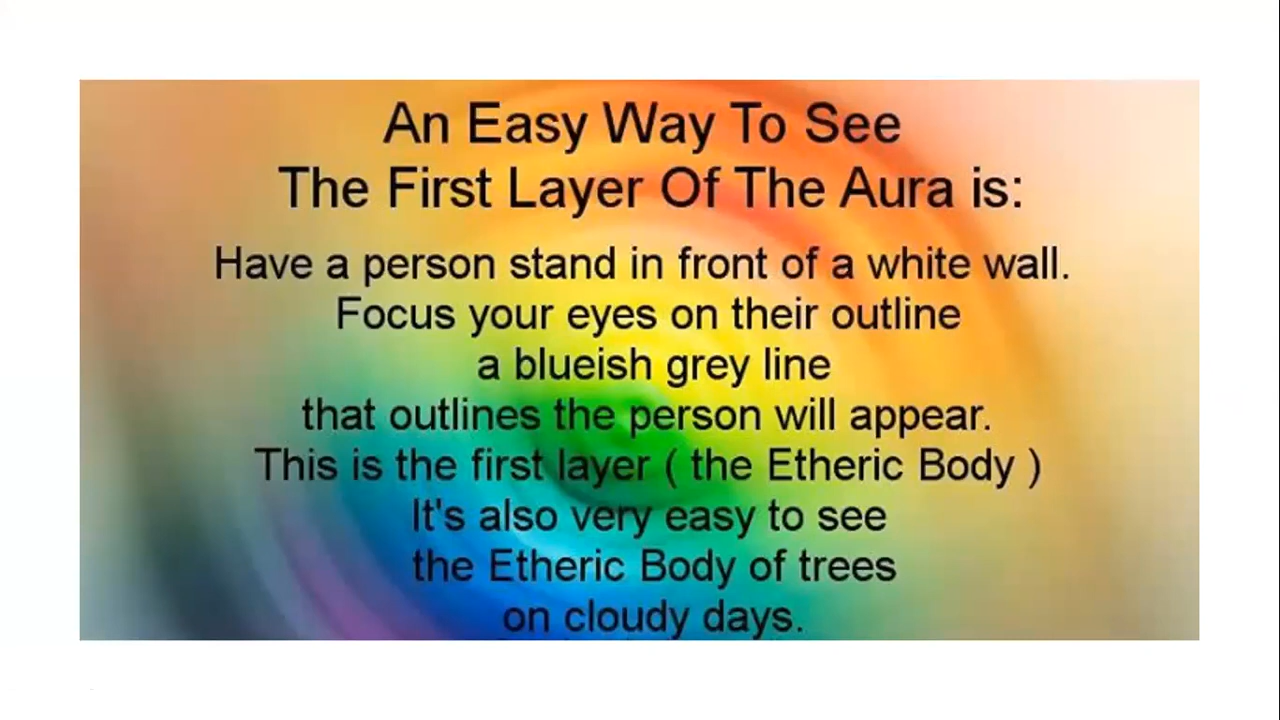 An Easy Way To See
The First Layer Of The Aura is:
Have a person stand in front of a white wall.
Focus your eyes on their outline
a blueish grey line
that outlines the person will appear.
This is the first layer ( the Etheric Body )
It's also very easy to see
the Etheric Body of trees
on cloudy days.